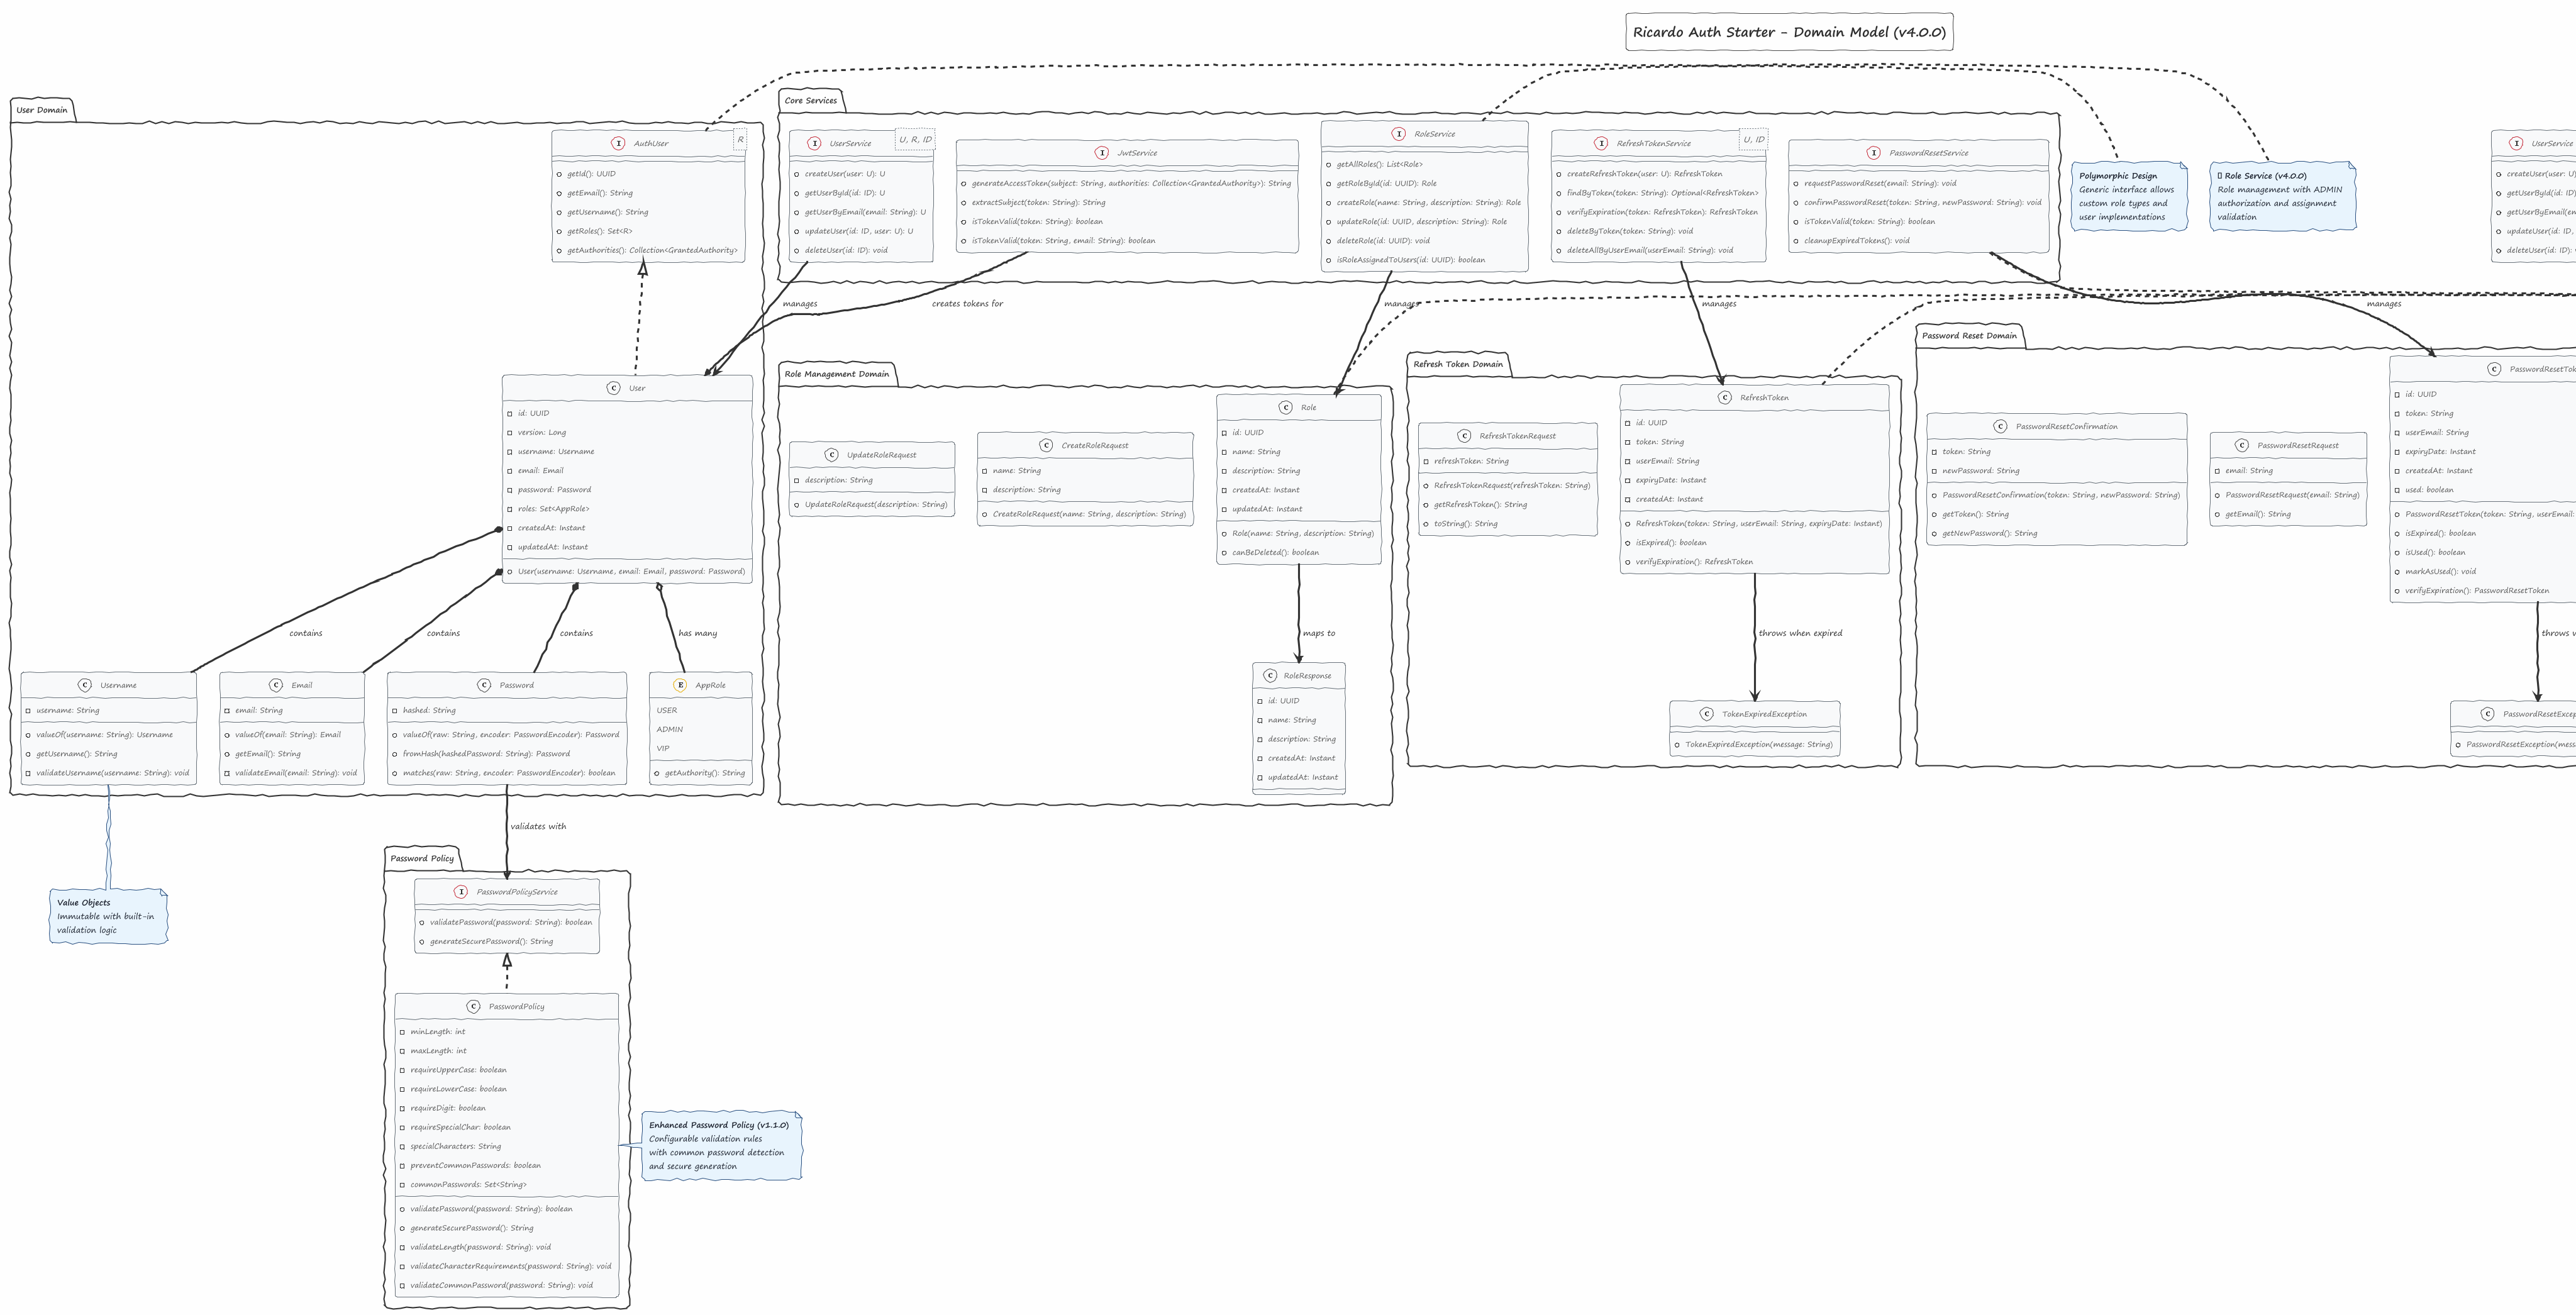 Ricardo Auth Starter - Domain Model (v4.0.0)
User Domain
AuthUser
R
getId(): UUID
getEmail(): String
getUsername(): String
getRoles(): Set<R>
getAuthorities(): Collection<GrantedAuthority>
User
id: UUID
version: Long
username: Username
email: Email
password: Password
roles: Set<AppRole>
createdAt: Instant
updatedAt: Instant
User(username: Username, email: Email, password: Password)
contains
contains
contains
has many
Username
username: String
valueOf(username: String): Username
getUsername(): String
validateUsername(username: String): void
Email
email: String
valueOf(email: String): Email
getEmail(): String
validateEmail(email: String): void
Password
hashed: String
valueOf(raw: String, encoder: PasswordEncoder): Password
fromHash(hashedPassword: String): Password
matches(raw: String, encoder: PasswordEncoder): boolean
AppRole
USER
ADMIN
VIP
getAuthority(): String
Core Services
UserService
U, R, ID
createUser(user: U): U
getUserById(id: ID): U
getUserByEmail(email: String): U
updateUser(id: ID, user: U): U
deleteUser(id: ID): void
JwtService
generateAccessToken(subject: String, authorities: Collection<GrantedAuthority>): String
extractSubject(token: String): String
isTokenValid(token: String): boolean
isTokenValid(token: String, email: String): boolean
RoleService
getAllRoles(): List<Role>
getRoleById(id: UUID): Role
createRole(name: String, description: String): Role
updateRole(id: UUID, description: String): Role
deleteRole(id: UUID): void
isRoleAssignedToUsers(id: UUID): boolean
RefreshTokenService
U, ID
createRefreshToken(user: U): RefreshToken
findByToken(token: String): Optional<RefreshToken>
verifyExpiration(token: RefreshToken): RefreshToken
deleteByToken(token: String): void
deleteAllByUserEmail(userEmail: String): void
PasswordResetService
requestPasswordReset(email: String): void
confirmPasswordReset(token: String, newPassword: String): void
isTokenValid(token: String): boolean
cleanupExpiredTokens(): void
Polymorphic Design
Generic interface allows
custom role types and
user implementations
Role Service (v4.0.0)
Role management with ADMIN
authorization and assignment
validation
UserService
createUser(user: U)
getUserById(id: ID)
getUserByEmail(em
updateUser(id: ID,
deleteUser(id: ID):
manages
creates tokens for
manages
manages
manages
Role Management Domain
UpdateRoleRequest
description: String
UpdateRoleRequest(description: String)
CreateRoleRequest
name: String
description: String
CreateRoleRequest(name: String, description: String)
Role
id: UUID
name: String
description: String
createdAt: Instant
updatedAt: Instant
Role(name: String, description: String)
canBeDeleted(): boolean
maps to
RoleResponse
id: UUID
name: String
description: String
createdAt: Instant
updatedAt: Instant
Refresh Token Domain
RefreshTokenRequest
refreshToken: String
RefreshTokenRequest(refreshToken: String)
getRefreshToken(): String
toString(): String
RefreshToken
id: UUID
token: String
userEmail: String
expiryDate: Instant
createdAt: Instant
RefreshToken(token: String, userEmail: String, expiryDate: Instant)
isExpired(): boolean
verifyExpiration(): RefreshToken
throws when expired
TokenExpiredException
TokenExpiredException(message: String)
Password Reset Domain
PasswordResetConfirmation
token: String
newPassword: String
PasswordResetConfirmation(token: String, newPassword: String)
getToken(): String
getNewPassword(): String
PasswordResetRequest
email: String
PasswordResetRequest(email: String)
getEmail(): String
PasswordResetTok
id: UUID
token: String
userEmail: String
expiryDate: Instant
createdAt: Instant
used: boolean
PasswordResetToken(token: String, userEmail:
isExpired(): boolean
isUsed(): boolean
markAsUsed(): void
verifyExpiration(): PasswordResetToken
throws
PasswordResetExcep
PasswordResetException(mess
validates with
Value Objects
Immutable with built-in
validation logic
Password Policy
PasswordPolicyService
validatePassword(password: String): boolean
generateSecurePassword(): String
PasswordPolicy
minLength: int
maxLength: int
requireUpperCase: boolean
requireLowerCase: boolean
requireDigit: boolean
requireSpecialChar: boolean
specialCharacters: String
preventCommonPasswords: boolean
commonPasswords: Set<String>
validatePassword(password: String): boolean
generateSecurePassword(): String
validateLength(password: String): void
validateCharacterRequirements(password: String): void
validateCommonPassword(password: String): void
Enhanced Password Policy (v1.1.0)
Configurable validation rules
with common password detection
and secure generation